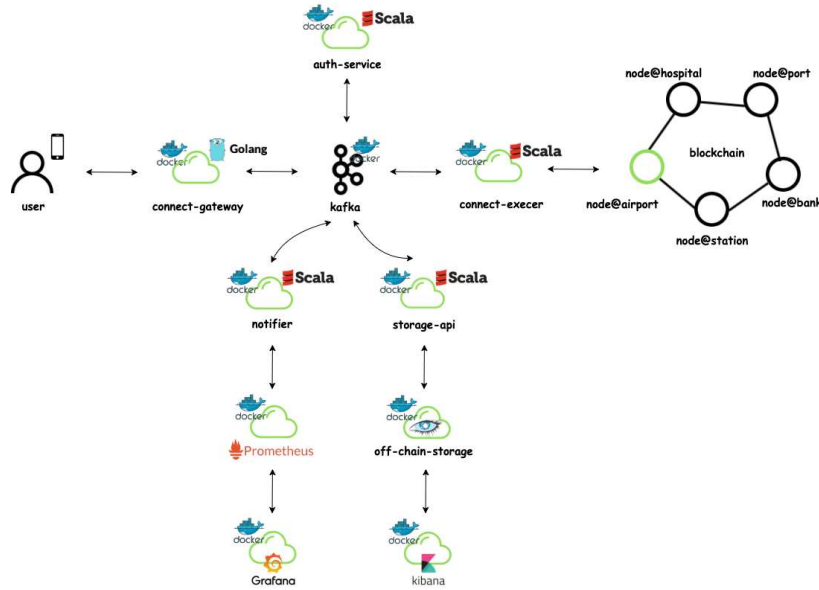 docker
Scala
auth-service
node@hospital
node@port
docker
Golang
docker
docker
Scala
blockchain
user
connect-gateway
kafka
connect-execer
node@airport
node@bank
node@station
docker
Scala
docker
Scala
notifier
storage-api
docker
docker
Prometheus
off-chain-storage
docker
docker
Grafana
kibana